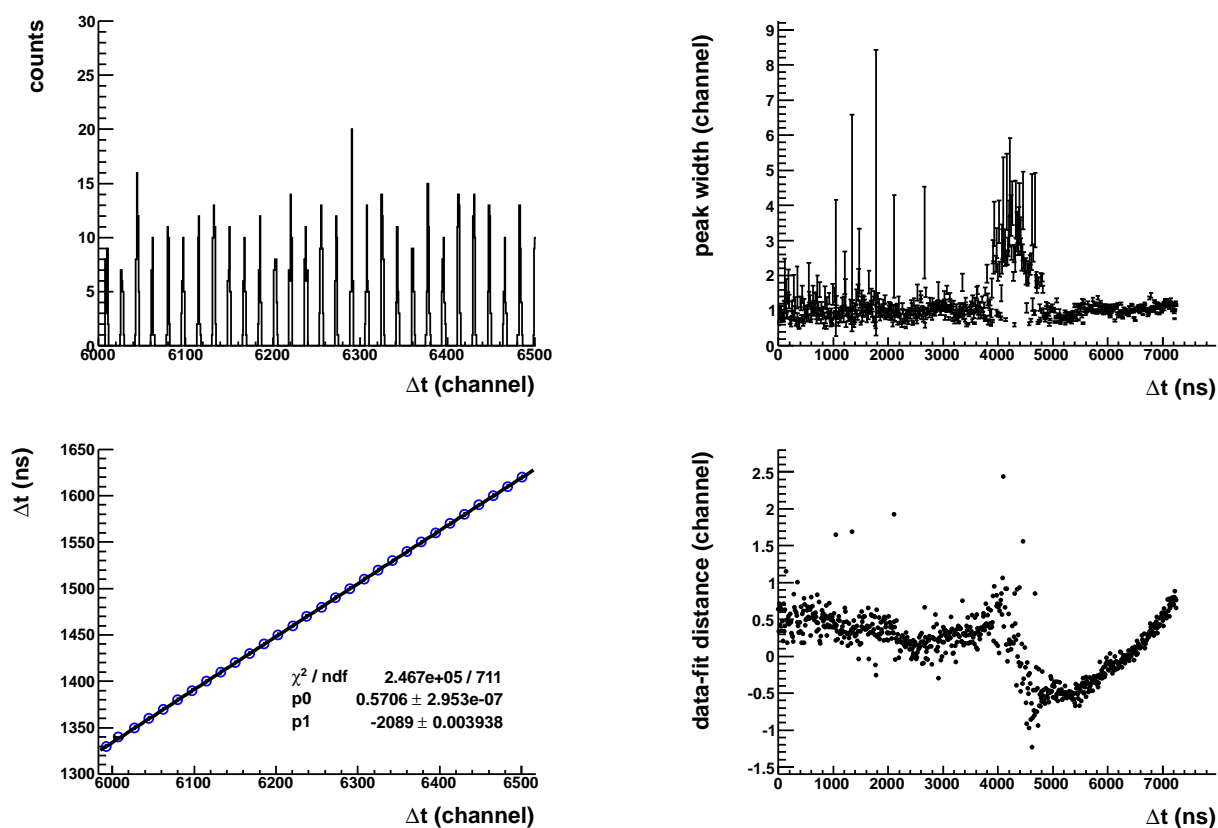 counts
30
25
20
15
10
5
0
6000 6100 6200 6300 6400 6500
Δt (channel)
peak width (channel)
9
8
7
6
5
4
3
2
1
0
0 1000 2000 3000 4000 5000 6000 7000
Δt (ns)
Δt (ns)
1650
1600
1550
1500
1450
1400
1350
1300
6000 6100 6200 6300 6400 6500
Δt (channel)
χ² / ndf 2.467e+05 / 711
p0 0.5706 ± 2.953e-07
p1 -2089 ± 0.003938
data-fit distance (channel)
2.5
2
1.5
1
0.5
0
-0.5
-1
-1.5
0 1000 2000 3000 4000 5000 6000 7000
Δt (ns)